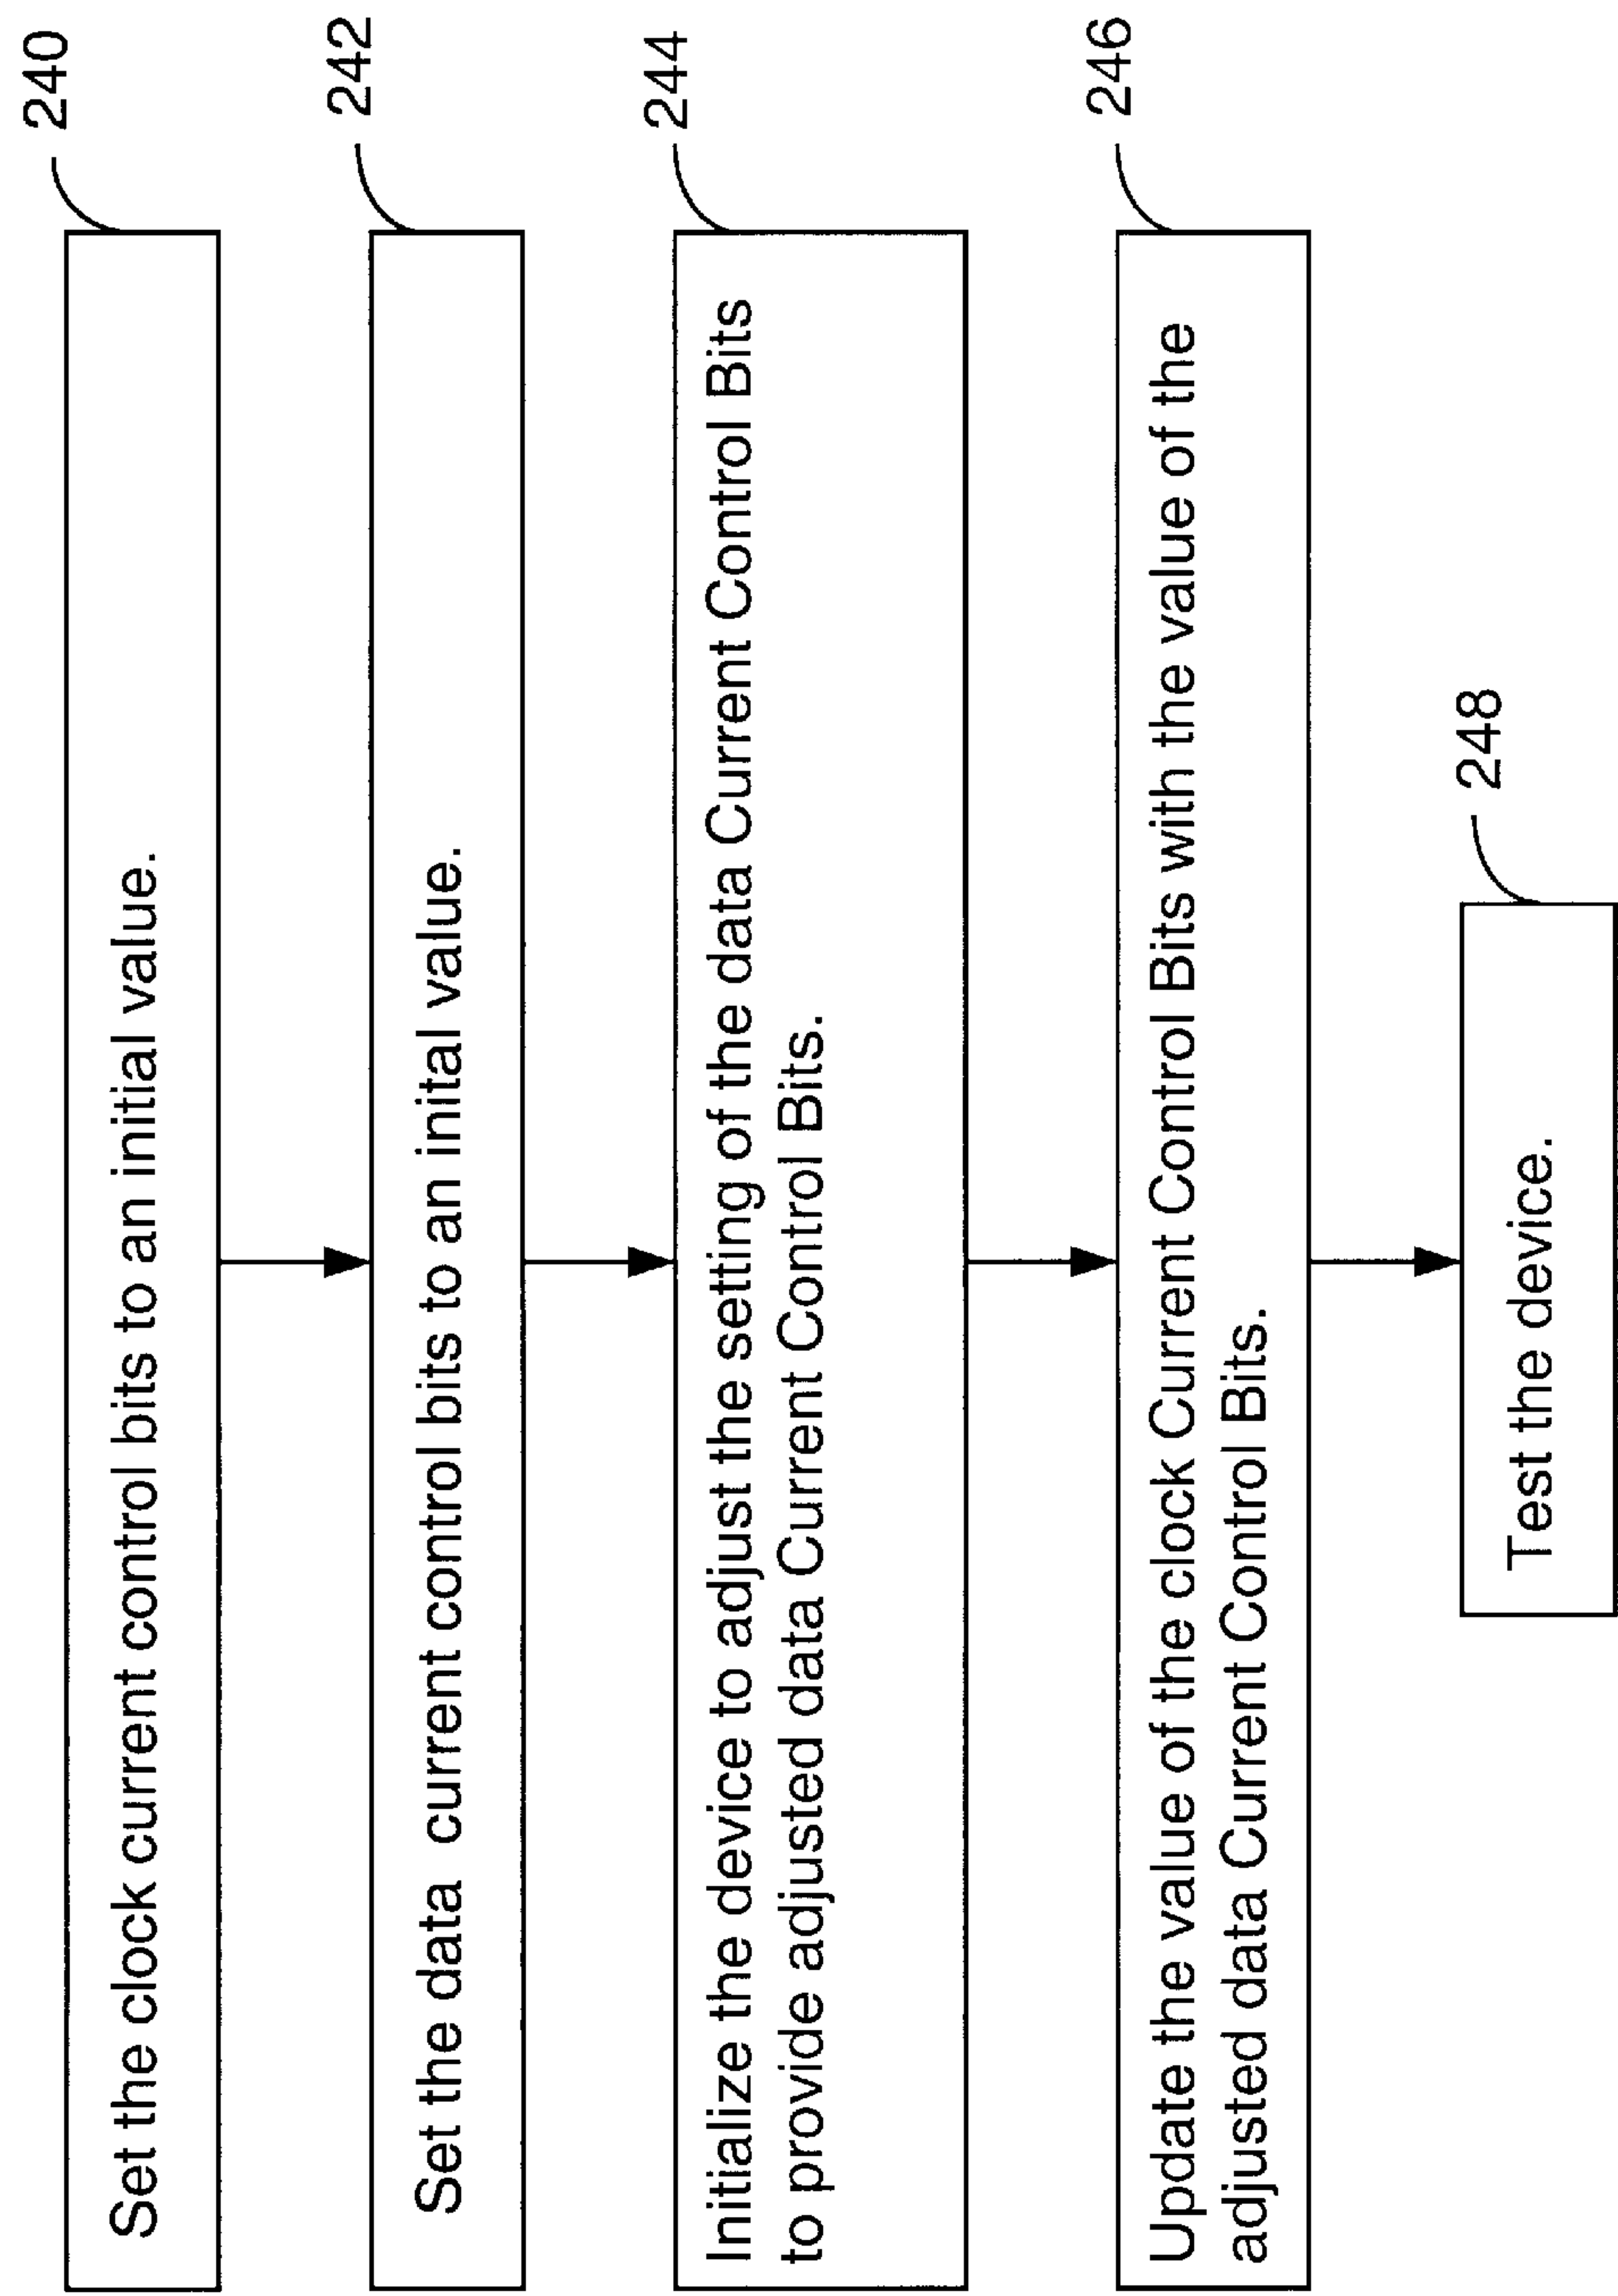 240
Set the clock current control bits to an initial value.
242
Set the data current control bits to an inital value.
244
Initialize the device to adjust the setting of the data Current Control Bits
to provide adjusted data Current Control Bits.
246
Update the value of the clock Current Control Bits with the value of the
adjusted data Current Control Bits.
248
Test the device.